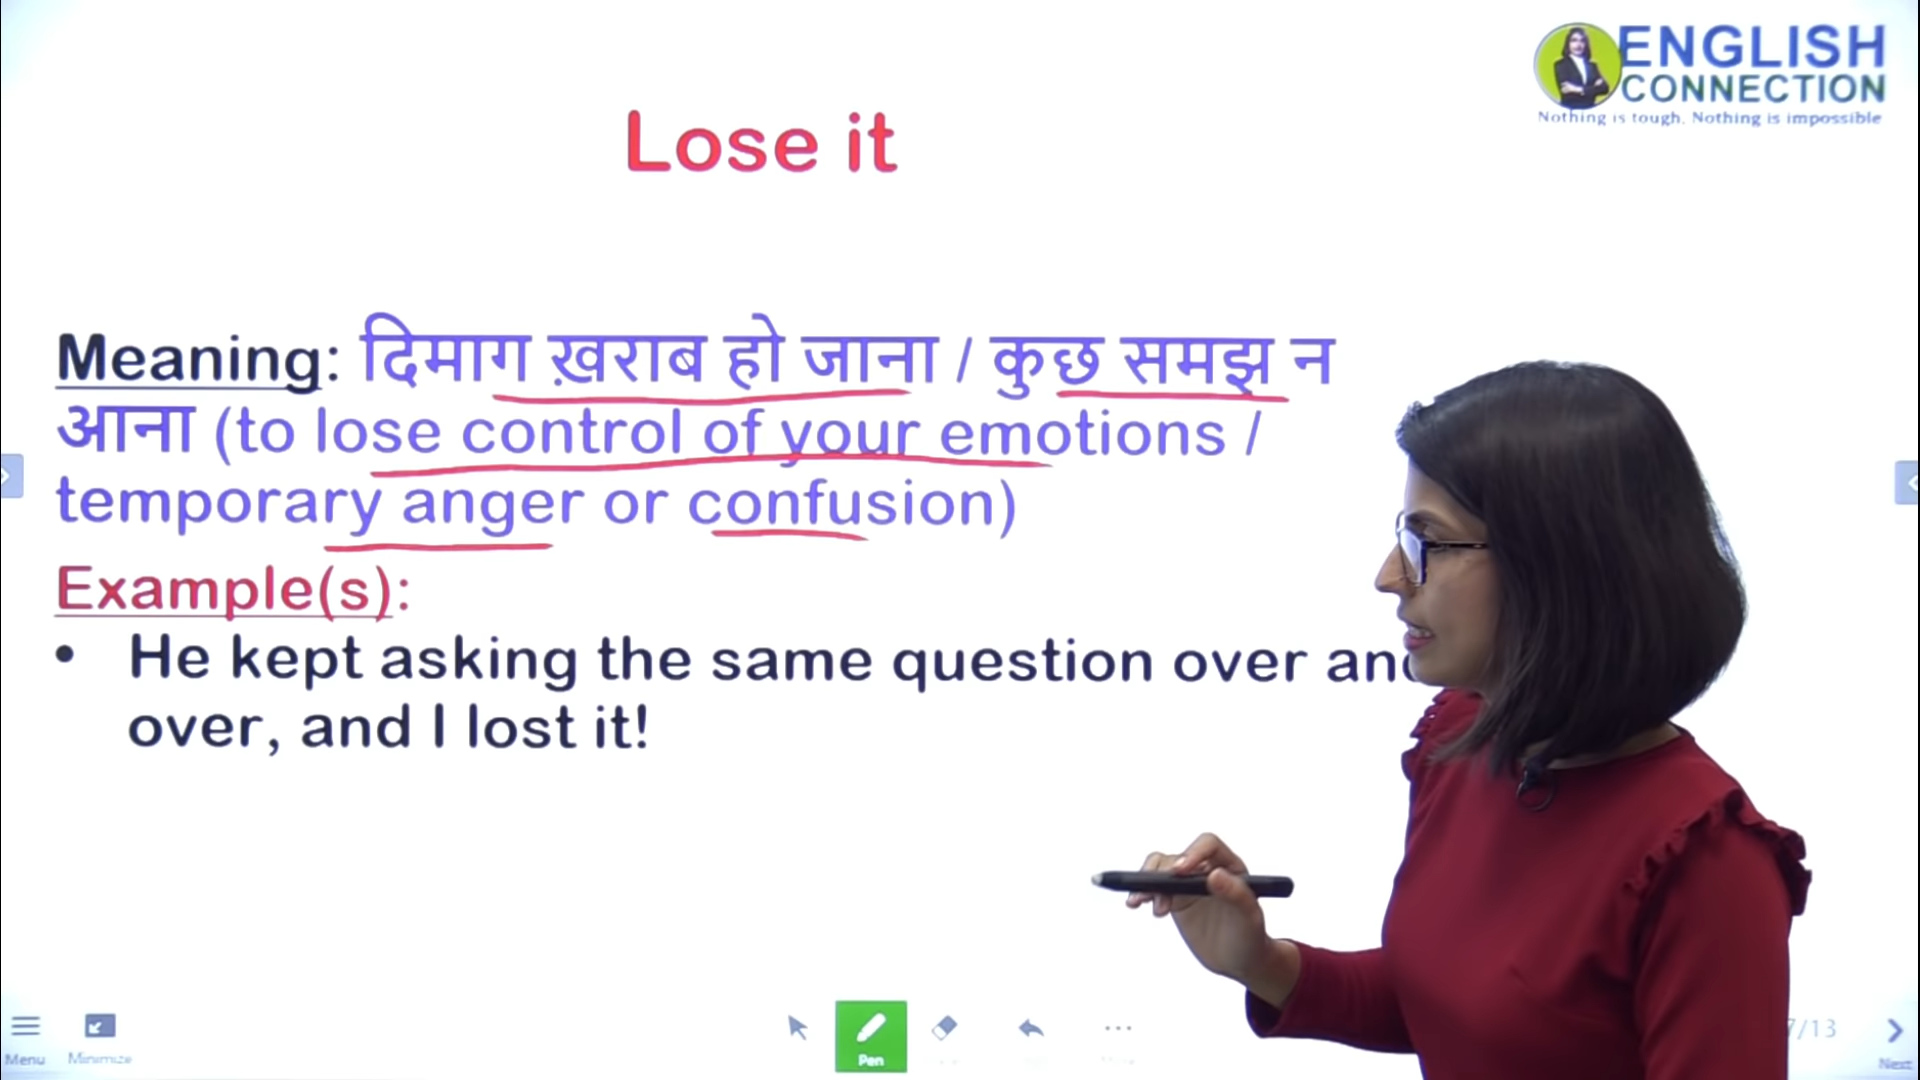 ENGLISH
CONNECTION
Nothing is tough, Nothing is impossible
Lose it
Meaning: दिमाग ख़राब हो जाना / कुछ समझ न
आना (to lose control of your emotions /
temporary anger or confusion)
Example(s):
• He kept asking the same question over and
over, and I lost it!
Menu
Minimize
Pen
7/13
Next